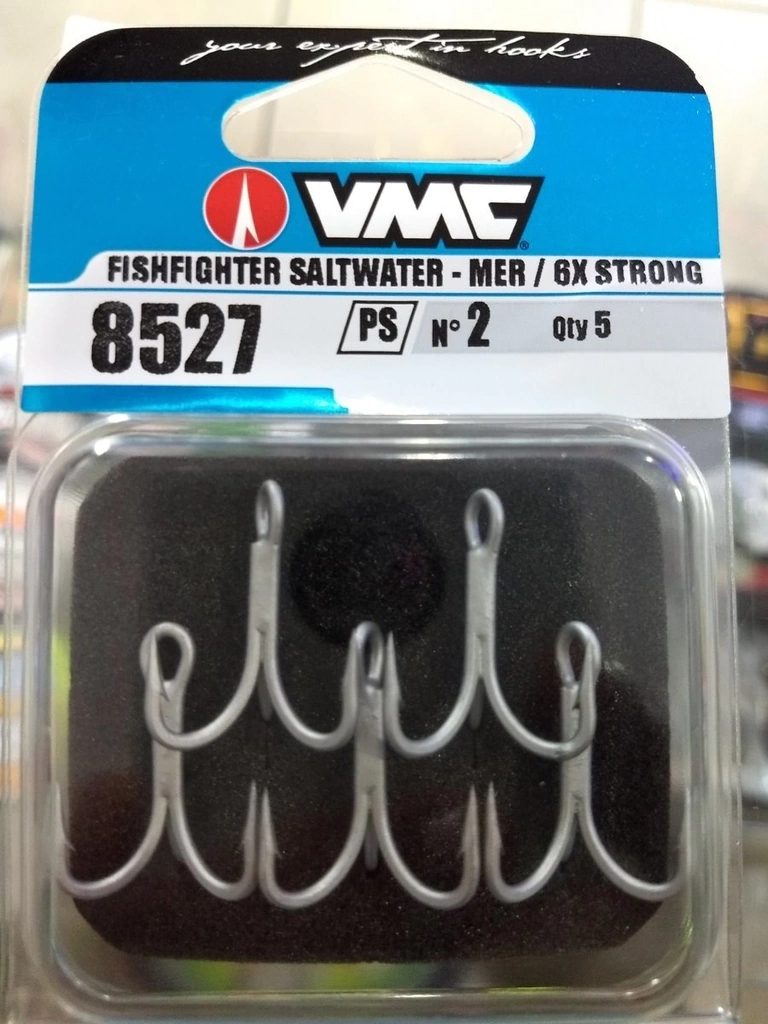 your expert in hooks
VMC®
FISHFIGHTER SALTWATER - MER / 6X STRONG
8527 PS N° 2 Qty 5